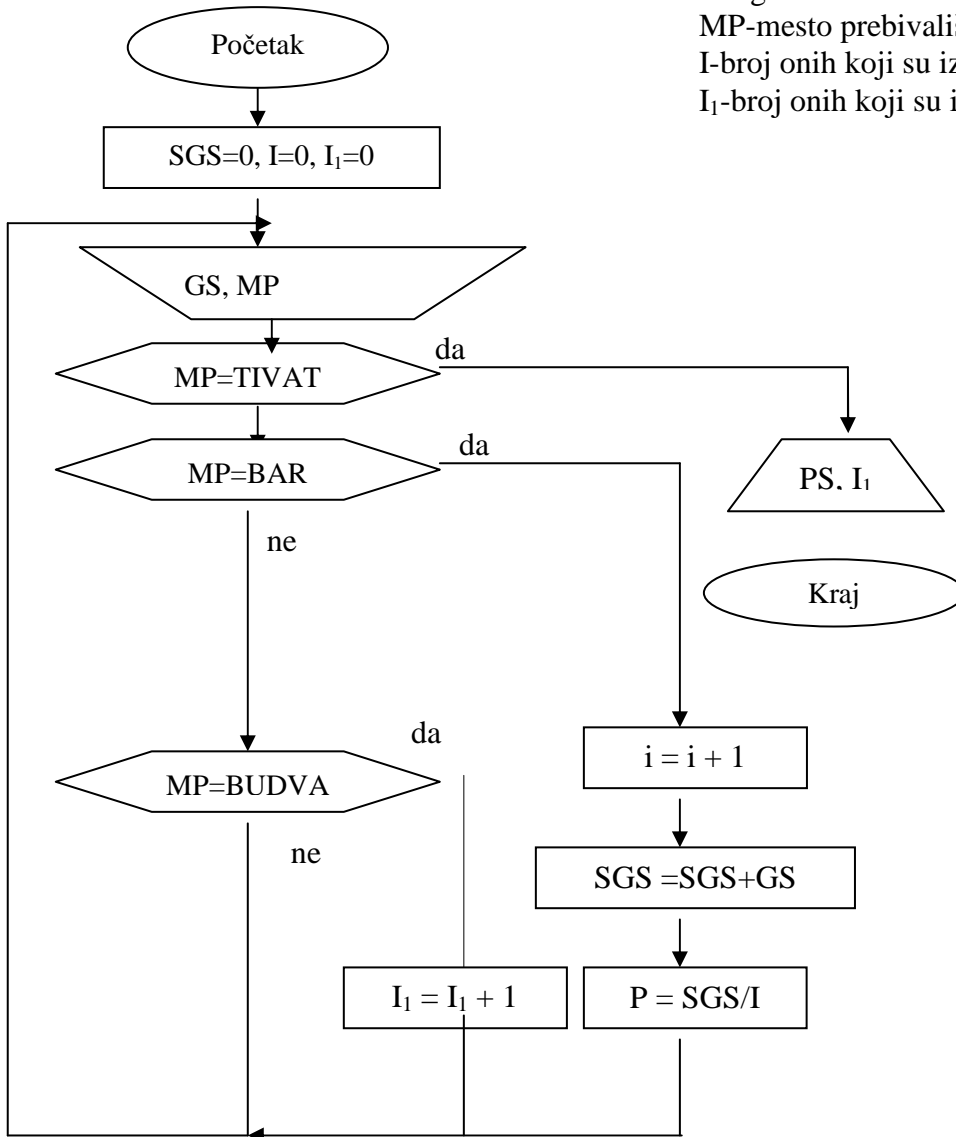 MP-mesto
I-broj onih koji su
I₁-broj onih koji su
Početak
SGS=0, I=0, I₁=0
GS, MP
da
MP=TIVAT
da
MP=BAR
PS, I₁
ne
Kraj
da
i = i + 1
MP=BUDVA
ne
SGS =SGS+GS
I₁ = I₁ + 1
P = SGS/I